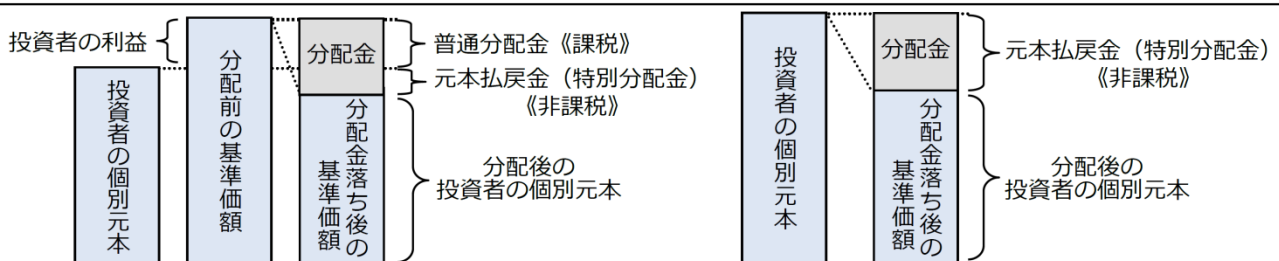 投資者の利益
投資者の個別元本
分配前の基準価額
分配金
分配金落ち後の
基準価額
普通分配金《課税》
元本払戻金（特別分配金）
《非課税》
分配後の
投資者の個別元本
投資者の個別元本
分配金
分配金落ち後の
基準価額
元本払戻金（特別分配金）
《非課税》
分配後の
投資者の個別元本